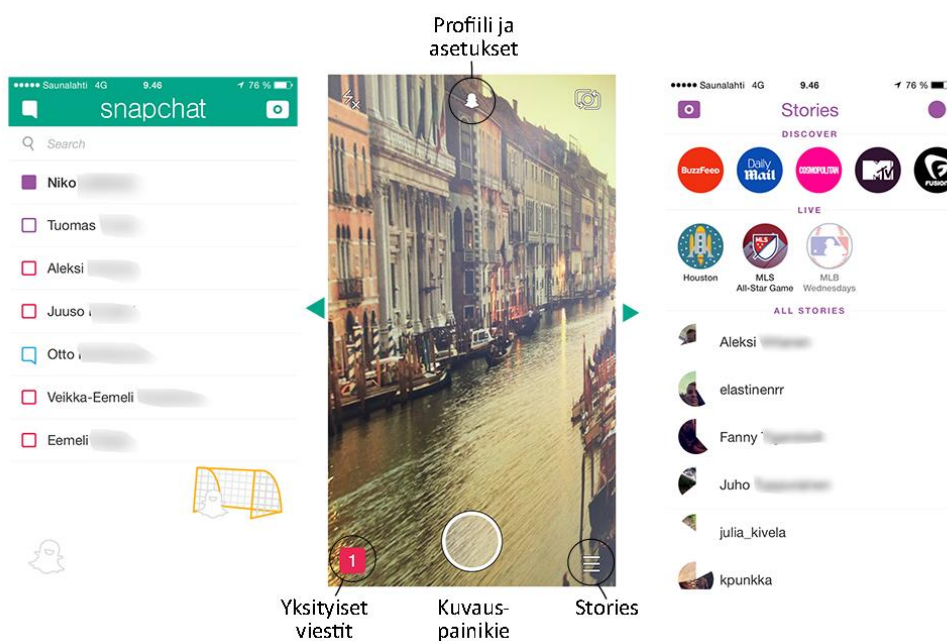 Profiili ja
asetukset
Saunalahti 4G 9.46 76 %
snapchat
Search
Niko
Tuomas
Aleksi
Juuso
Otto
Veikka-Eemeli
Eemeli
1
Yksityiset
viestit
Kuvaus-
painikie
Stories
Saunalahti 4G 9.46 76 %
Stories
DISCOVER
BuzzFeed
Daily
Mail
COSMOPOLITAN
MTV
FUSION
LIVE
MLS
Houston
MLS
All-Star Game
MLB
Wednesdays
ALL STORIES
Aleksi
elastinenrr
Fanny
Juho
julia_kivela
kpunkka